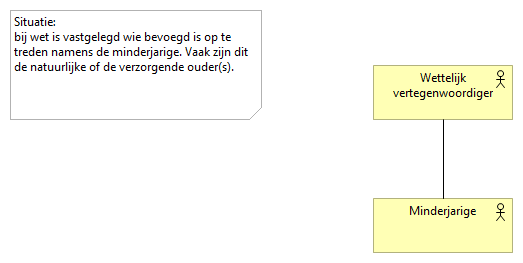 Situatie:
bij wet is vastgelegd wie bevoegd is op te
treden namens de minderjarige. Vaak zijn dit
de natuurlijke of de verzorgende ouder(s).
Wettelijk
vertegenwoordiger
Minderjarige